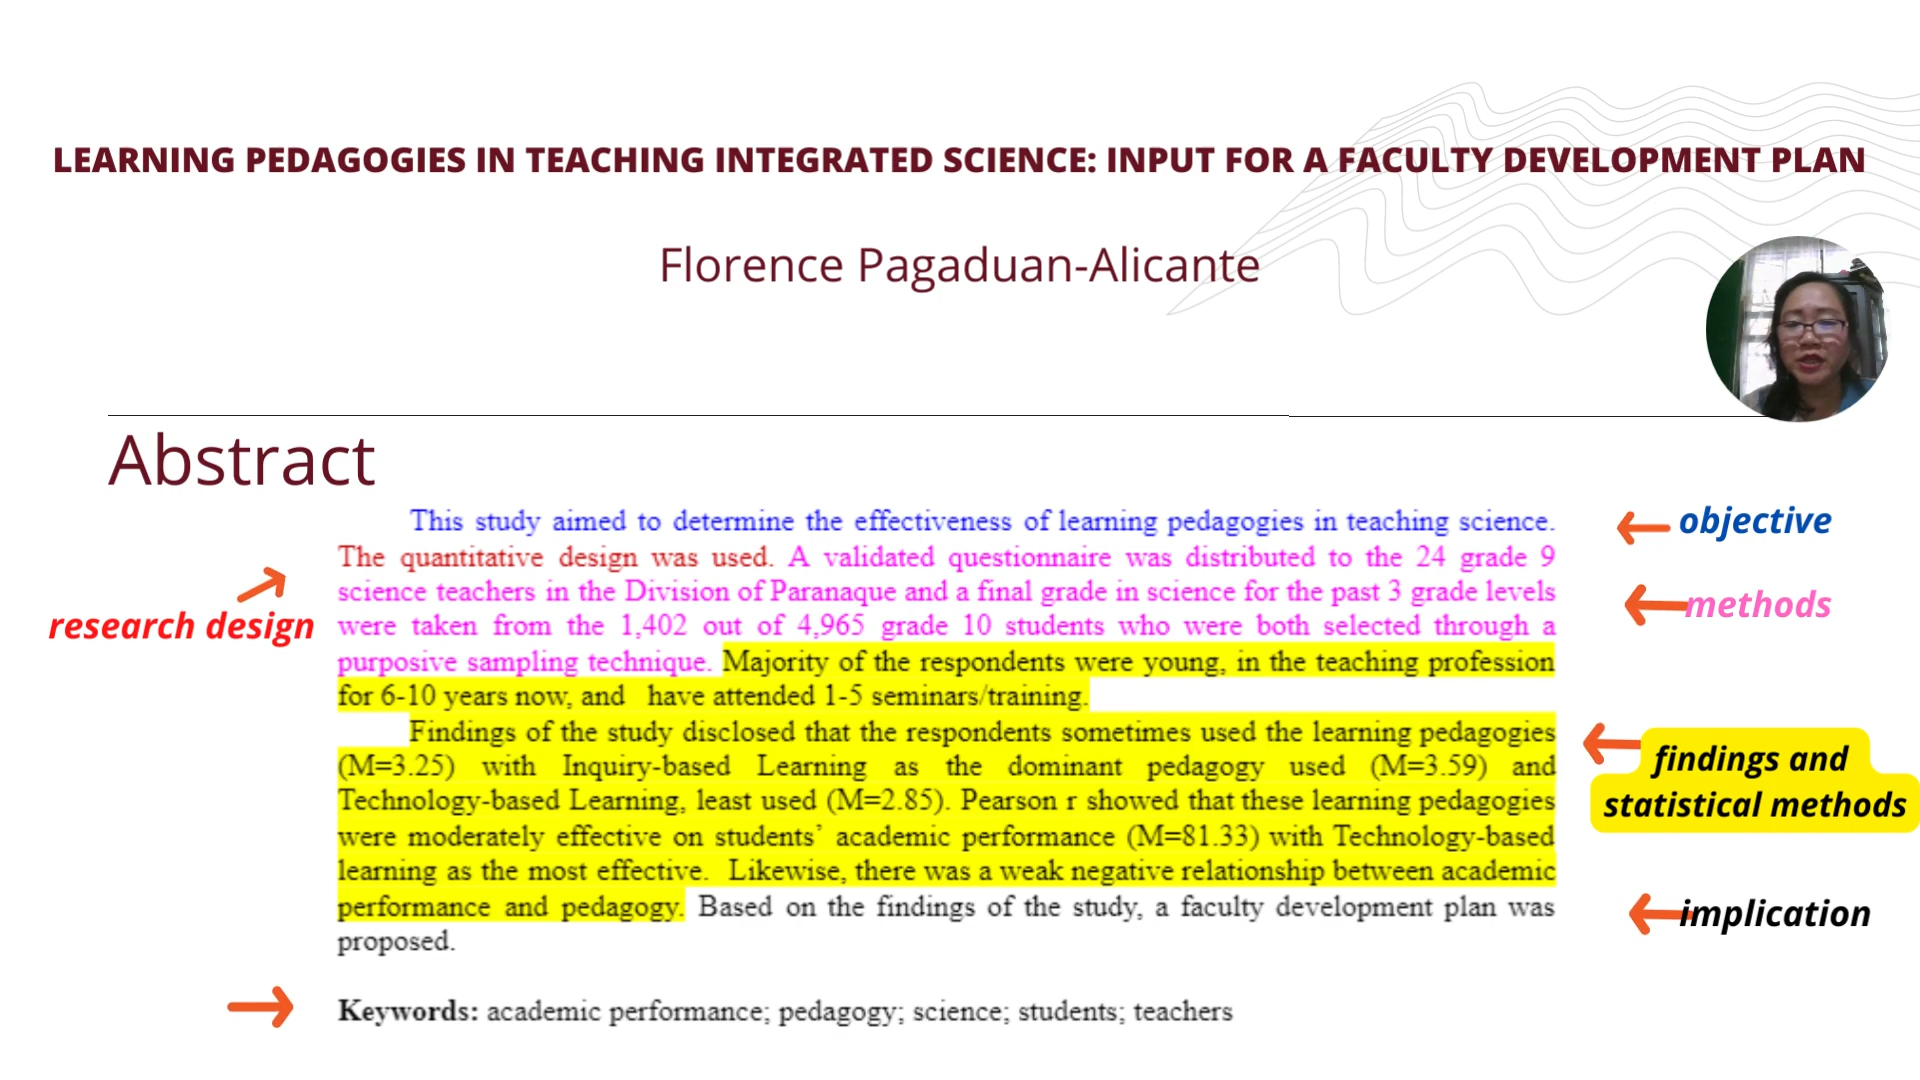 LEARNING PEDAGOGIES IN TEACHING INTEGRATED SCIENCE: INPUT FOR A FACULTY DEVELOPMENT PLAN
Florence Pagaduan-Alicante
Abstract
This study aimed to determine the effectiveness of learning pedagogies in teaching science.
The quantitative design was used. A validated questionnaire was distributed to the 24 grade 9
science teachers in the Division of Paranaque and a final grade in science for the past 3 grade levels
were taken from the 1,402 out of 4,965 grade 10 students who were both selected through a
purposive sampling technique. Majority of the respondents were young, in the teaching profession
for 6-10 years now, and have attended 1-5 seminars/training.
Findings of the study disclosed that the respondents sometimes used the learning pedagogies
(M=3.25) with Inquiry-based Learning as the dominant pedagogy used (M=3.59) and
Technology-based Learning, least used (M=2.85). Pearson r showed that these learning pedagogies
were moderately effective on students’ academic performance (M=81.33) with Technology-based
learning as the most effective. Likewise, there was a weak negative relationship between academic
performance and pedagogy. Based on the findings of the study, a faculty development plan was
proposed.
Keywords: academic performance; pedagogy; science; students; teachers
research design
objective
methods
findings and
statistical methods
implication